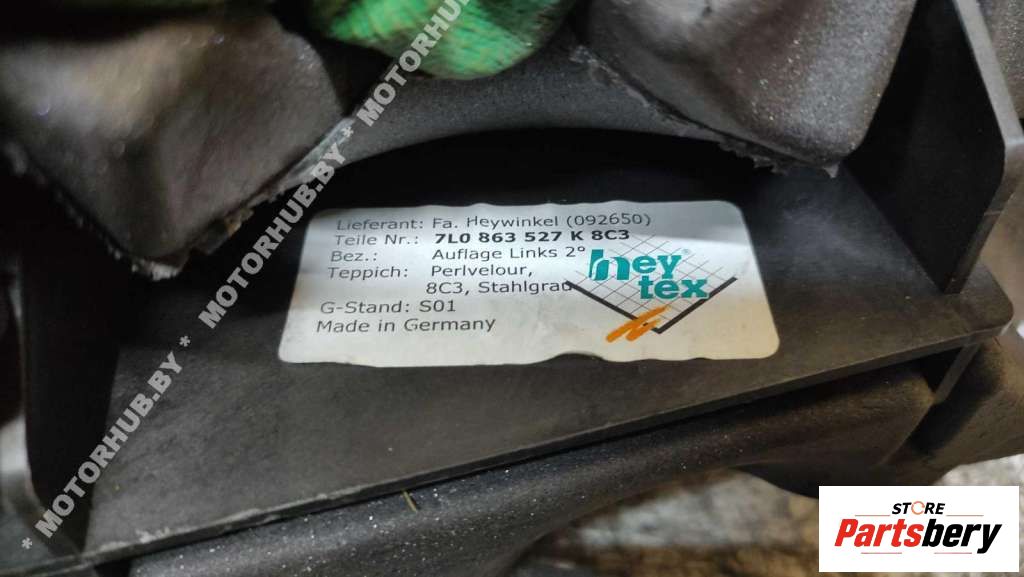 Lieferant: Fa. Heywinkel (092650)
Teile Nr.: 7L0 863 527 K 8C3
Bez.: Auflage Links 2°
Teppich: Perlvelour,
8C3, Stahlgrau
G-Stand: S01
Made in Germany
hey
tex
* MOTORHUB.BY * MOTORHUB.BY * MOTORHUB.BY
STORE
Partsbery